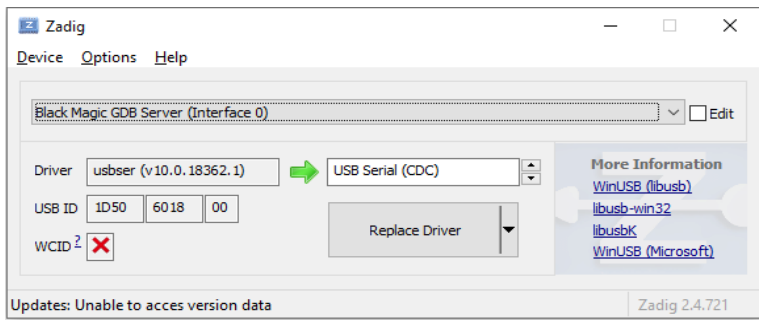 Zadig
Device Options Help
Black Magic GDB Server (Interface 0)
Edit
Driver usbser (v10.0.18362.1) USB Serial (CDC)
USB ID 1D50 6018 00
WCID ?
Replace Driver
More Information
WinUSB (libusb)
libusb-win32
libusbK
WinUSB (Microsoft)
Updates: Unable to acces version data
Zadig 2.4.721